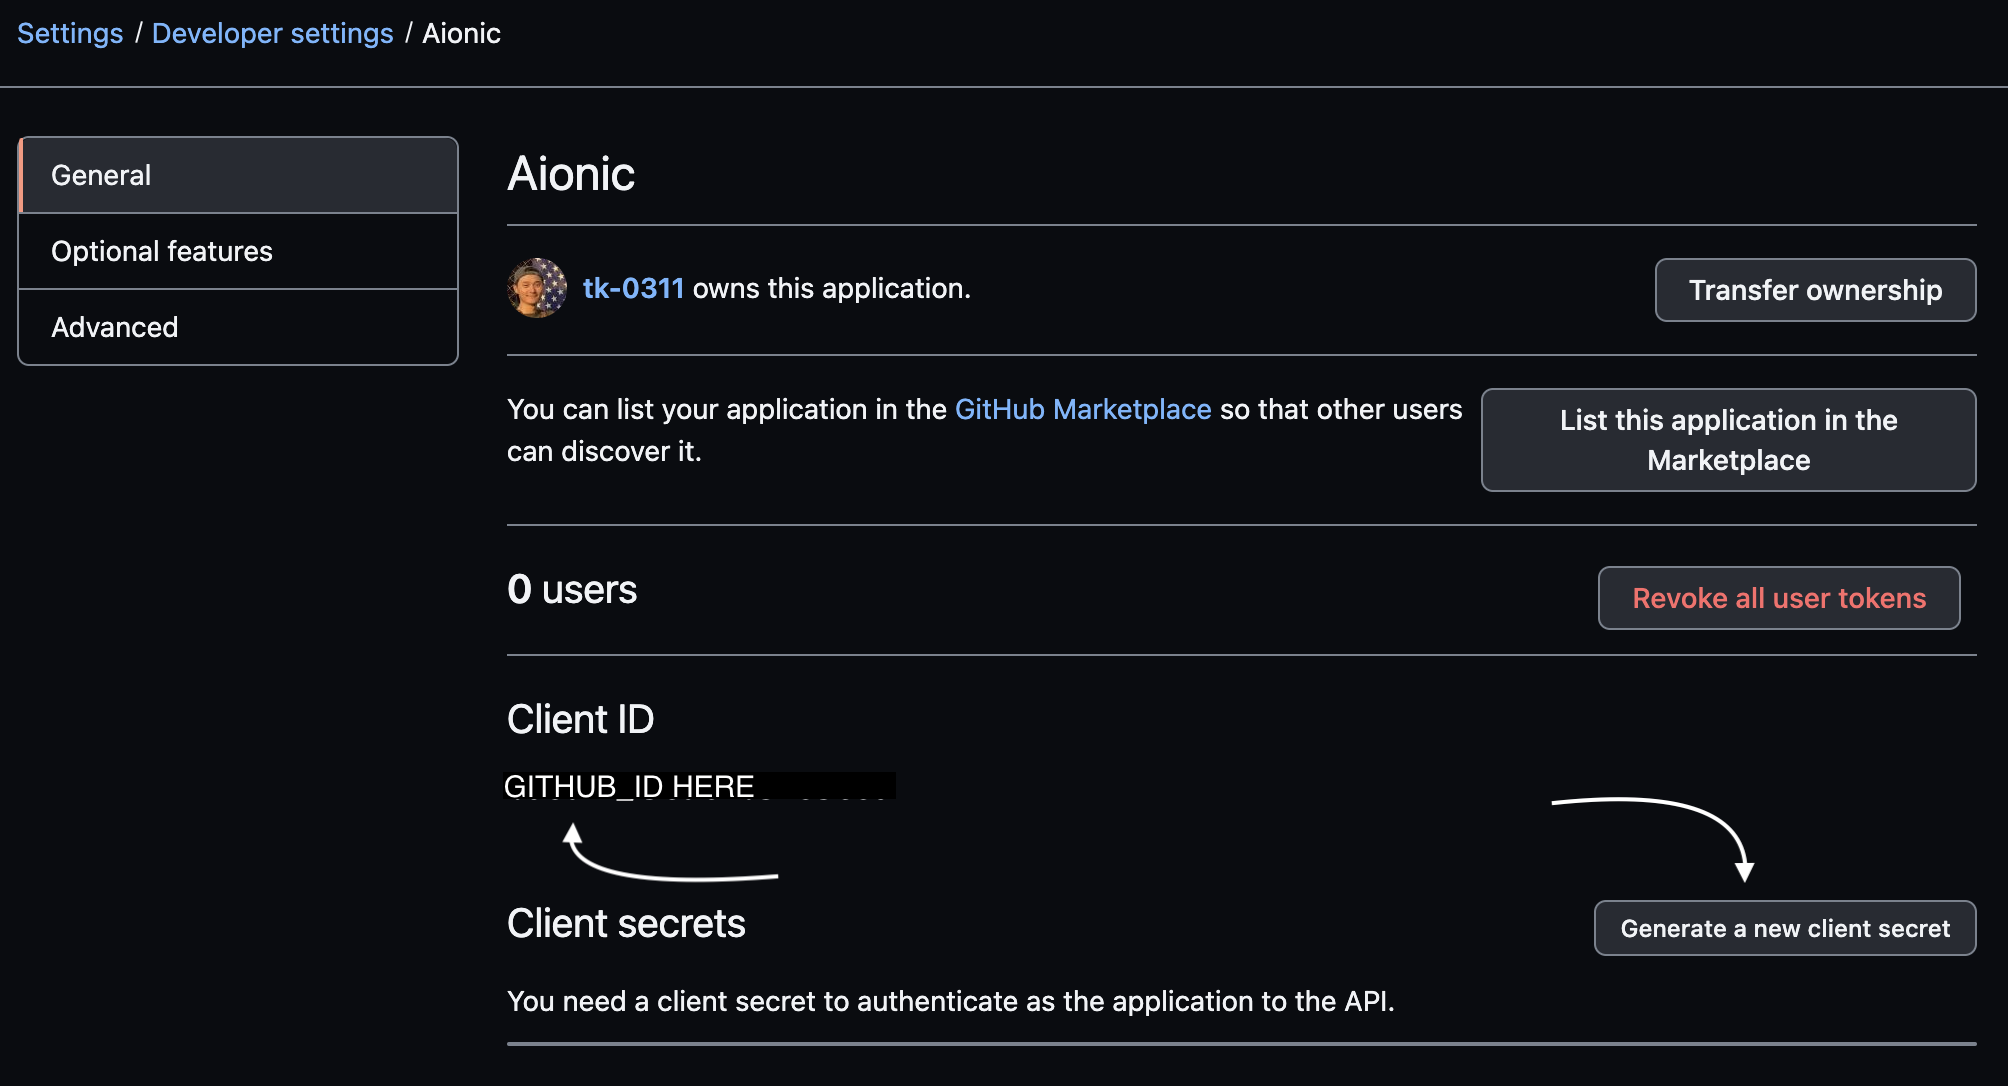 Settings / Developer settings / Aionic
General
Optional features
Advanced
Aionic
tk-0311 owns this application.
Transfer ownership
You can list your application in the GitHub Marketplace so that other users
can discover it.
List this application in the
Marketplace
0 users
Revoke all user tokens
Client ID
GITHUB_ID HERE
Client secrets
Generate a new client secret
You need a client secret to authenticate as the application to the API.